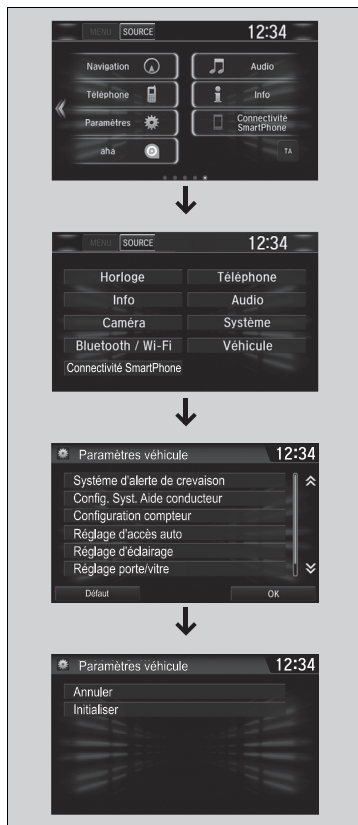 MENU SOURCE 12:34
Navigation Audio
Téléphone Info
Paramètres Connectivité
SmartPhone
aha TA
MENU SOURCE 12:34
Horloge Téléphone
Info Audio
Caméra Système
Bluetooth / Wi-Fi Véhicule
Connectivité SmartPhone
Paramètres véhicule 12:34
Systéme d'alerte de crevaison
Config. Syst. Aide conducteur
Configuration compteur
Réglage d'accès auto
Réglage d'éclairage
Réglage porte/vitre
Défaut OK
Paramètres véhicule 12:34
Annuler
Initialiser